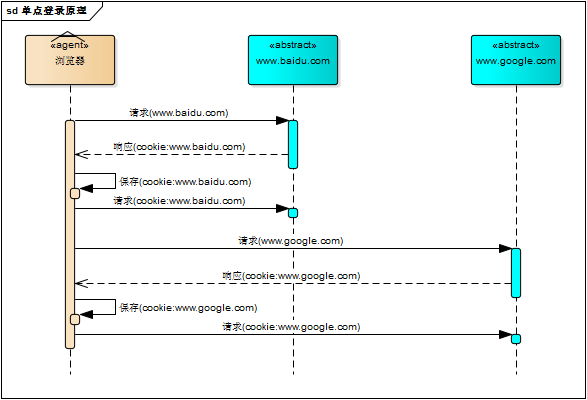 sd 单点登录原理
«agent»
浏览器
«abstract»
www.baidu.com
«abstract»
www.google.com
请求(www.baidu.com)
响应(cookie:www.baidu.com)
保存(cookie:www.baidu.com)
请求(cookie:www.baidu.com)
请求(www.google.com)
响应(cookie:www.google.com)
保存(cookie:www.google.com)
请求(cookie:www.google.com)